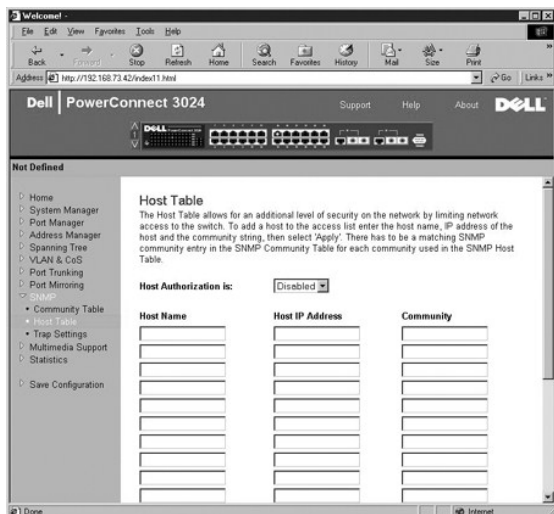 Welcome! -
File Edit View Favorites Tools Help
Back Forward Stop Refresh Home Search Favorites History Mail Size Print
Address http://192.168.73.42/index11.html Go Links »
Dell | PowerConnect 3024
Support Help About DELL
DELL
1
Not Defined
Home
System Manager
Port Manager
Address Manager
Spanning Tree
VLAN & CoS
Port Trunking
Port Mirroring
SNMP
• Community Table
• Host Table
• Trap Settings
Multimedia Support
Statistics
Save Configuration
Host Table
The Host Table allows for an additional level of security on the network by limiting network
access to the switch. To add a host to the access list enter the host name, IP address of the
host and the community string, then select 'Apply'. There has to be a matching SNMP
community entry in the SNMP Community Table for each community used in the SNMP Host
Table.
Host Authorization is: Disabled
Host Name Host IP Address Community
Done Internet